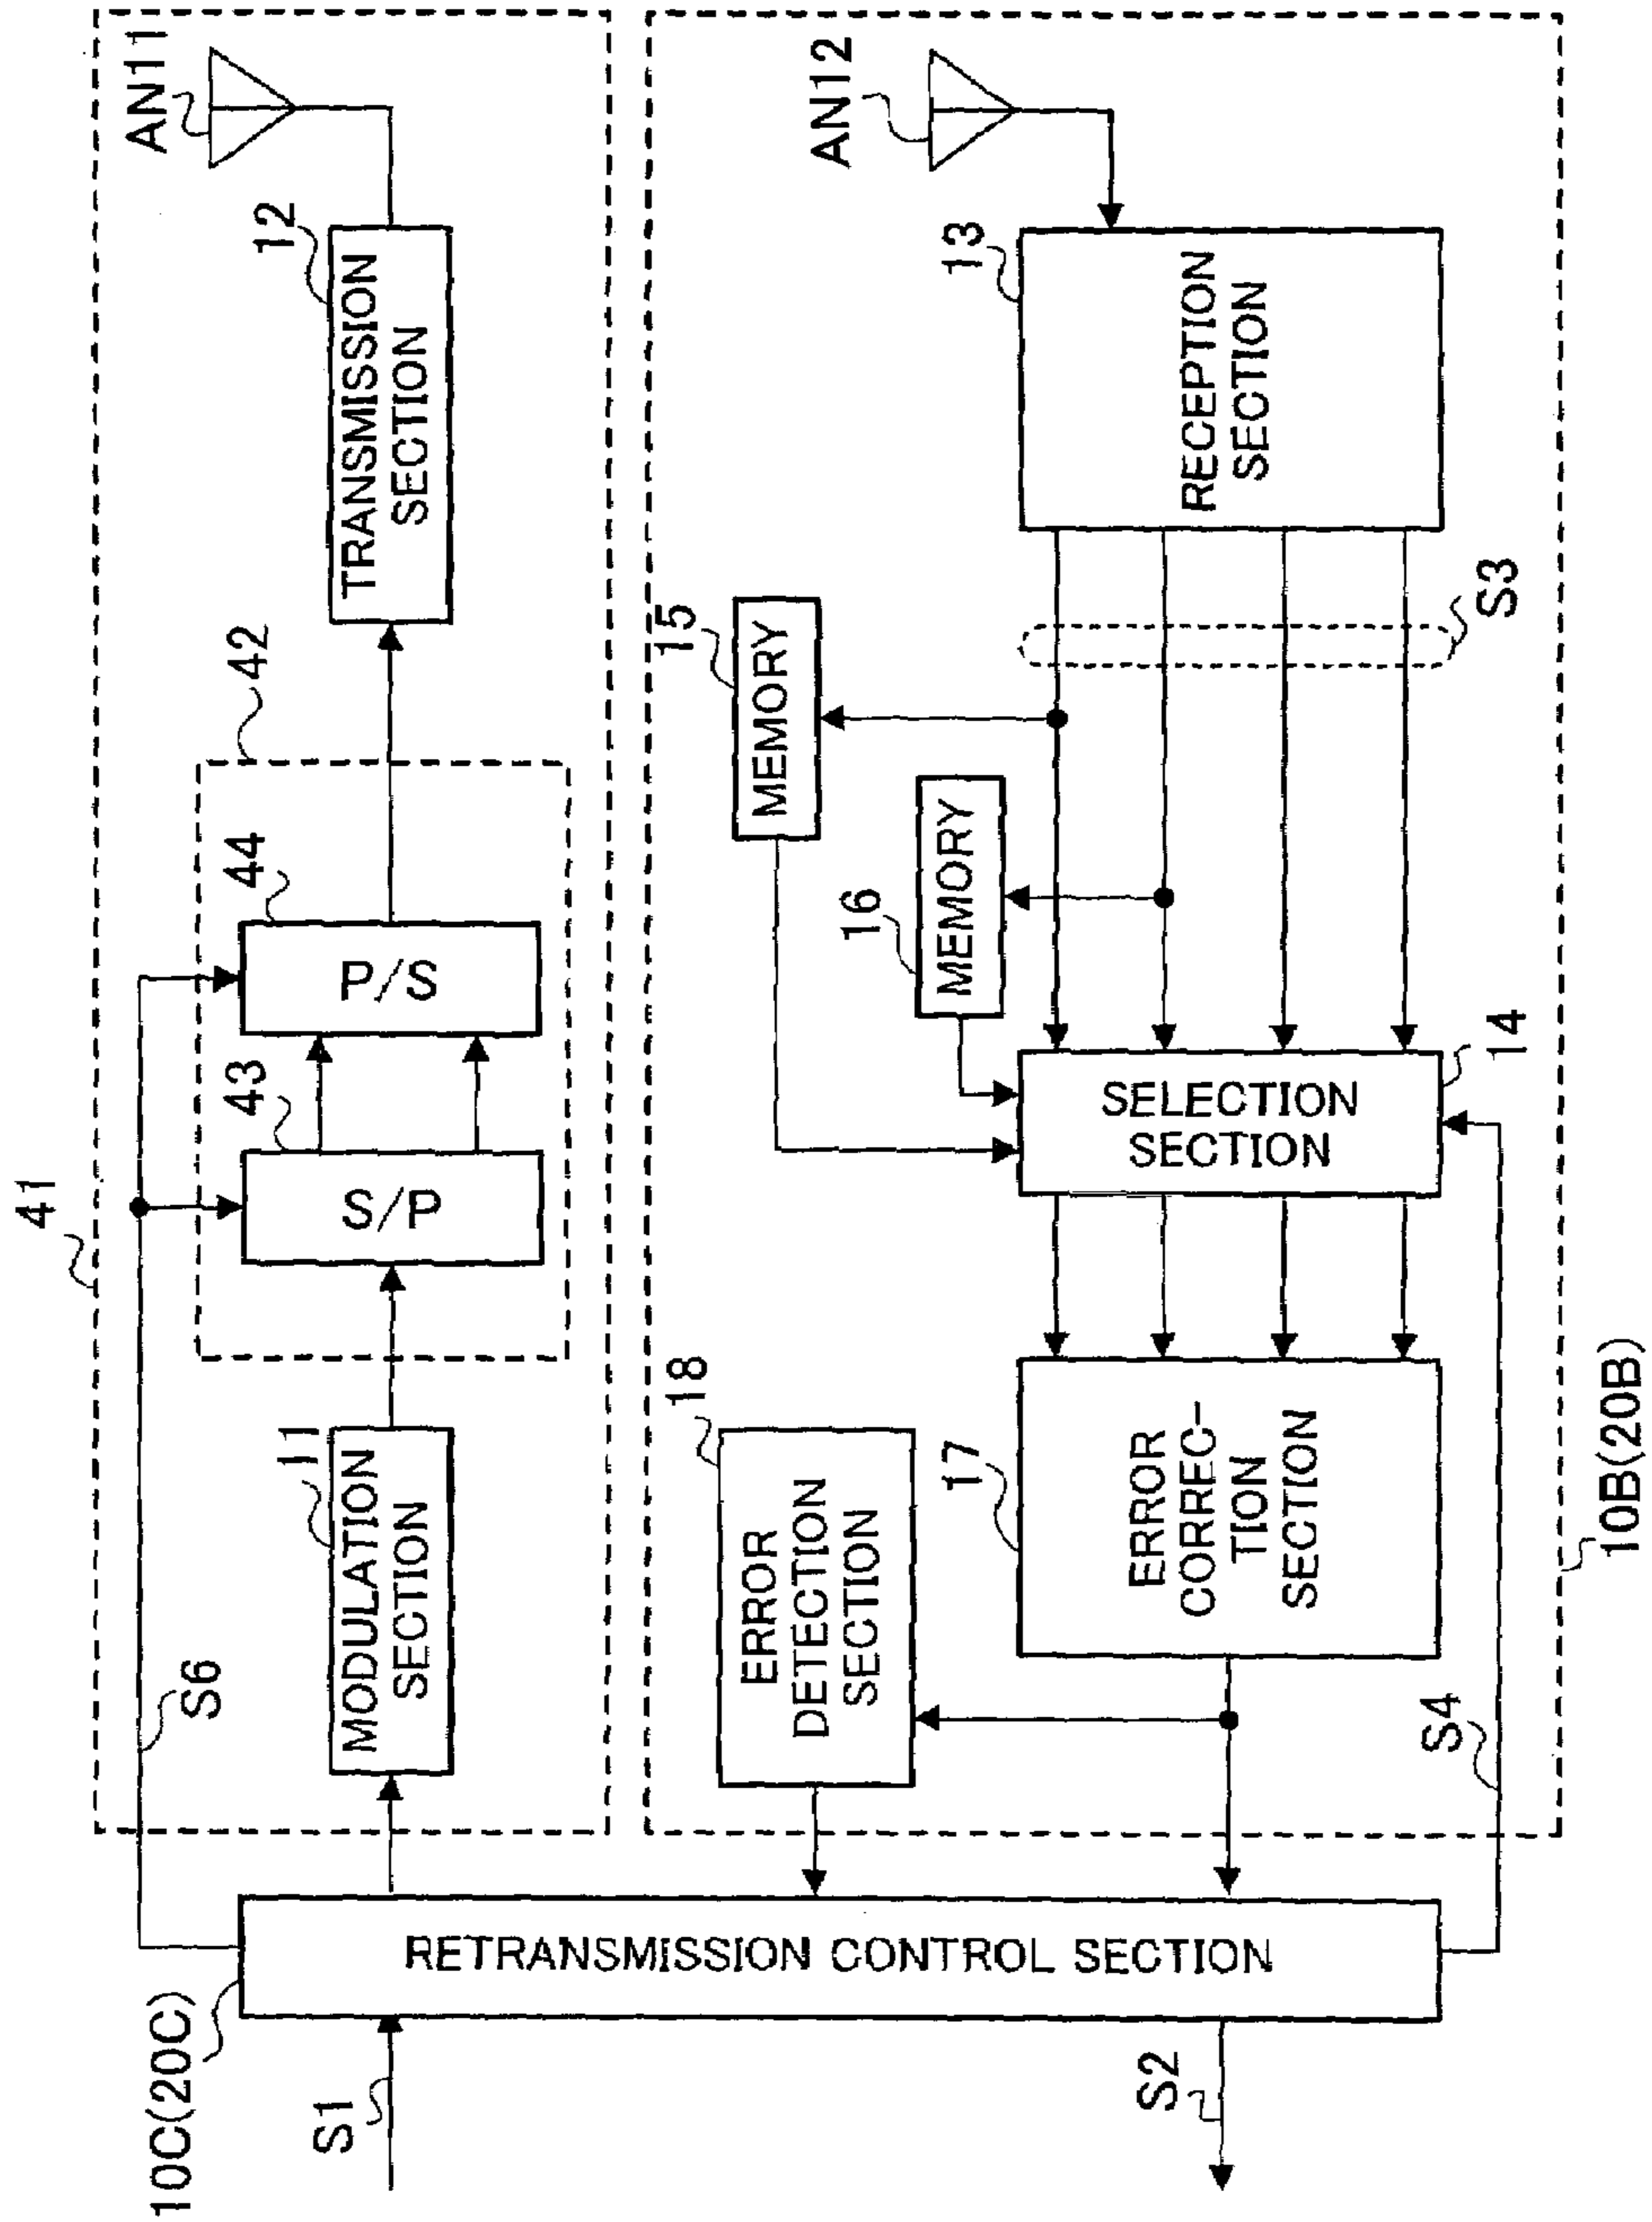 41
AN11
12
TRANSMISSION
SECTION
42
44
P/S
43
S/P
11
MODULATION
SECTION
S6
10C(20C)
S1
RETRANSMISSION CONTROL SECTION
S2
AN12
13
RECEPTION
SECTION
S3
15
MEMORY
16
MEMORY
14
SELECTION
SECTION
18
ERROR
DETECTION
SECTION
17
ERROR
CORREC-
TION
SECTION
S4
10B(20B)